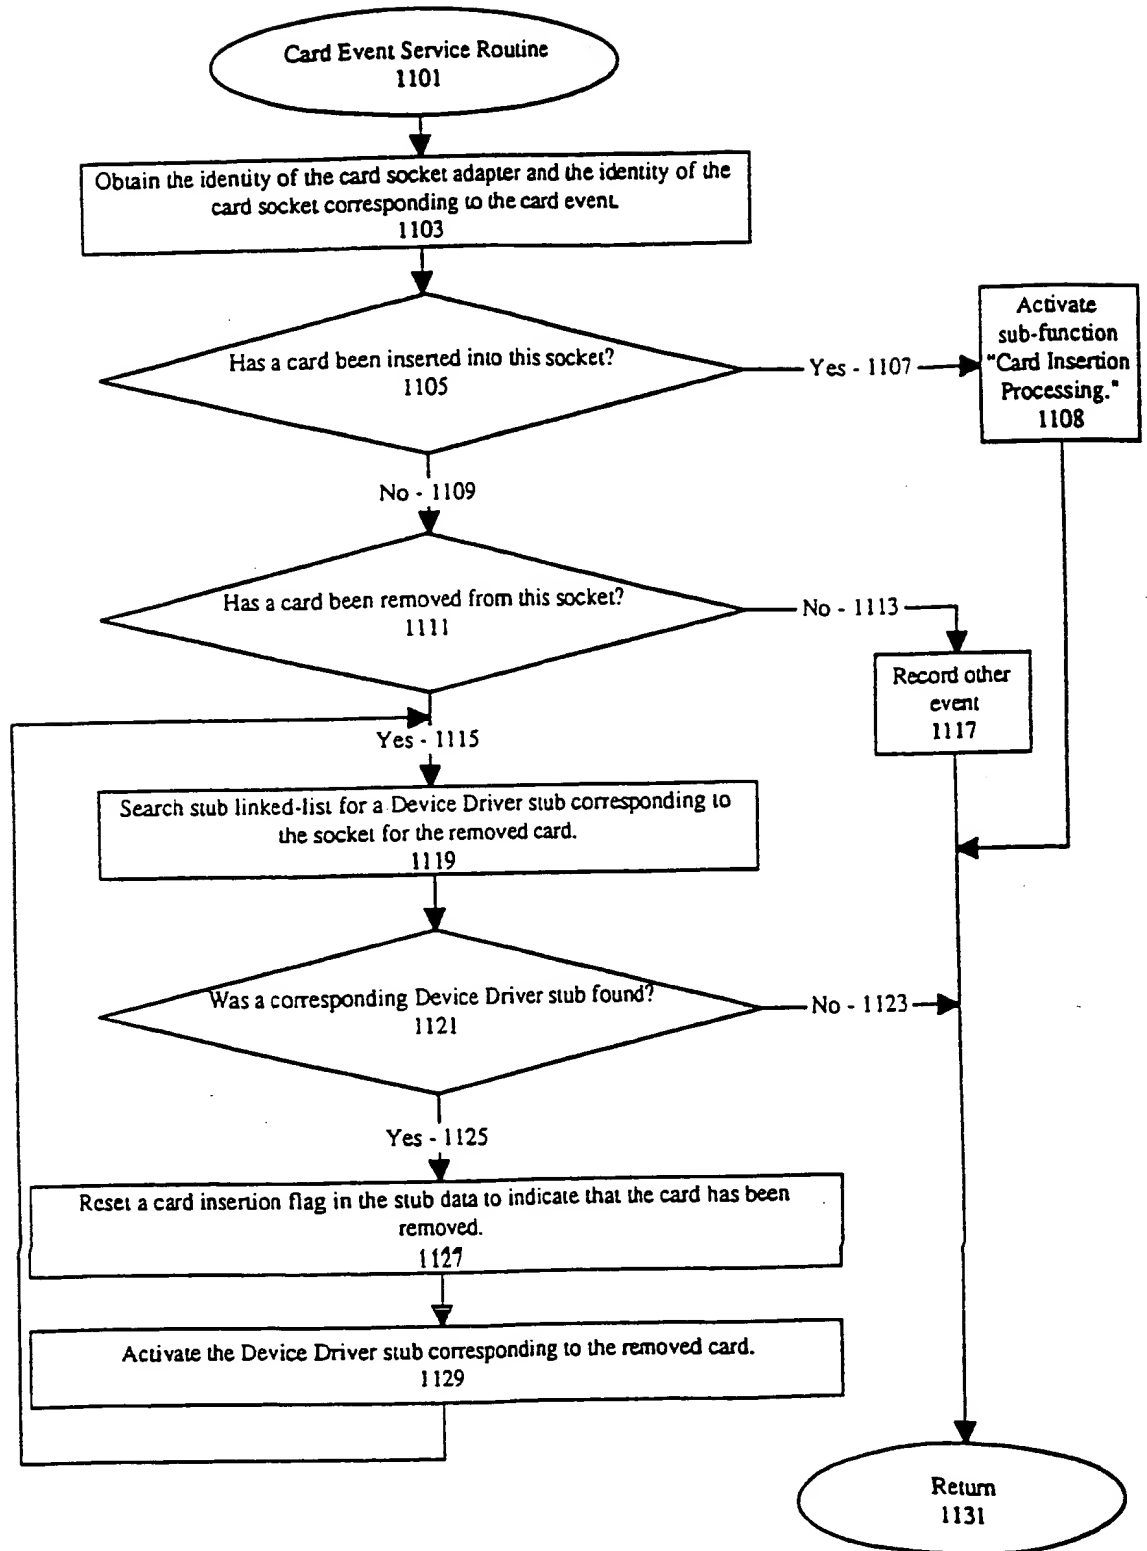 Card Event Service Routine
1101
Obtain the identity of the card socket adapter and the identity of the
card socket corresponding to the card event.
1103
Has a card been inserted into this socket?
1105
Yes - 1107
Activate
sub-function
"Card Insertion
Processing."
1108
No - 1109
Has a card been removed from this socket?
1111
No - 1113
Record other
event
1117
Yes - 1115
Search stub linked-list for a Device Driver stub corresponding to
the socket for the removed card.
1119
Was a corresponding Device Driver stub found?
1121
No - 1123
Yes - 1125
Reset a card insertion flag in the stub data to indicate that the card has been
removed.
1127
Activate the Device Driver stub corresponding to the removed card.
1129
Return
1131